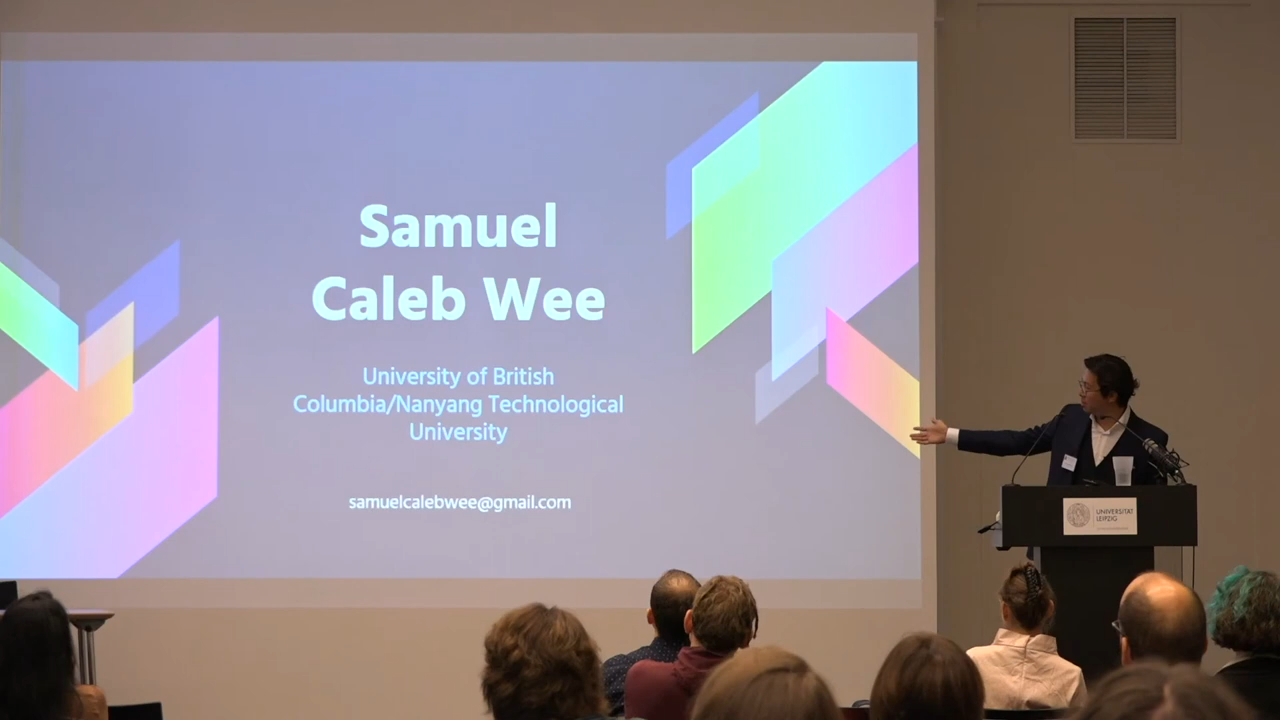 Samuel
Caleb Wee
University of British
Columbia/Nanyang Technological
University
samuelcalebwee@gmail.com
UNIVERSITÄT
LEIPZIG